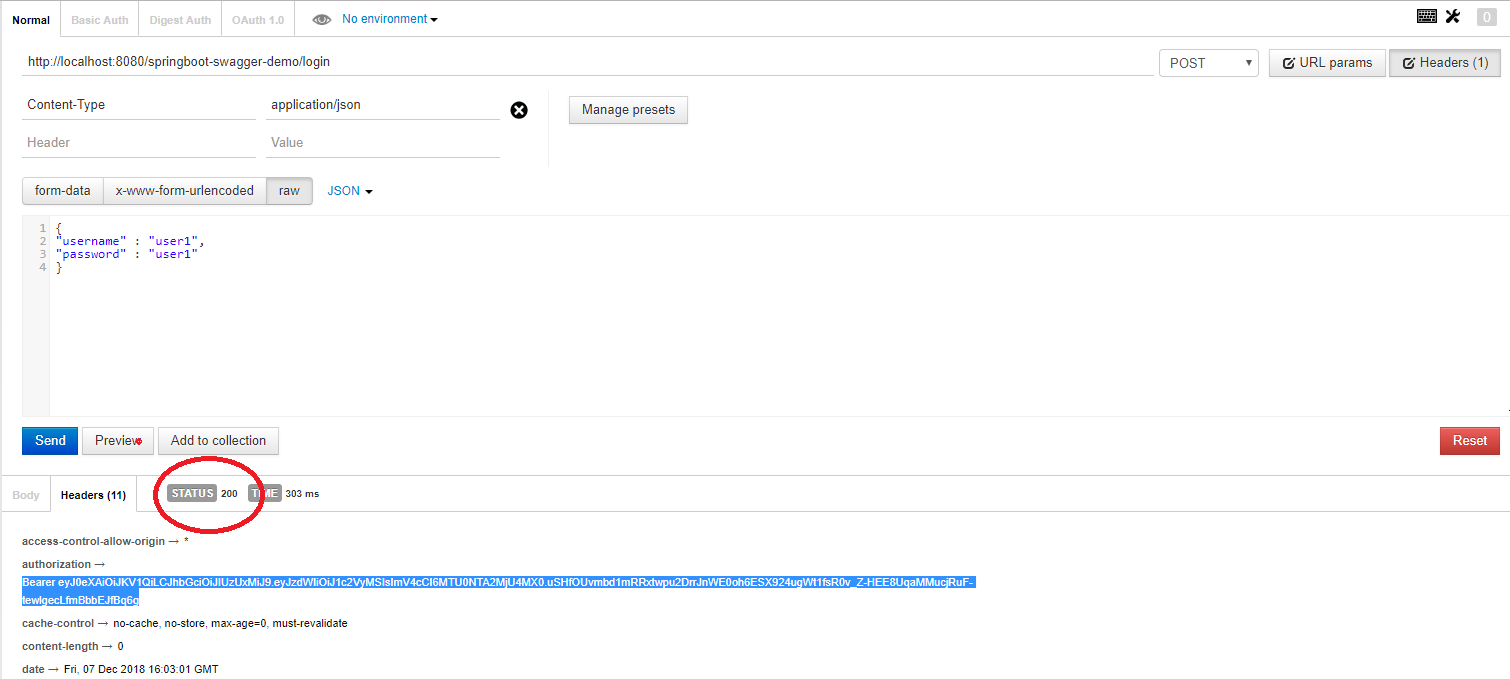 Normal Basic Auth Digest Auth OAuth 1.0 No environment 0
http://localhost:8080/springboot-swagger-demo/login POST URL params Headers (1)
Content-Type application/json Manage presets
Header Value
form-data x-www-form-urlencoded raw JSON
1 {
2 "username" : "user1",
3 "password" : "user1"
4 }
Send Preview Add to collection Reset
Body Headers (11) STATUS 200 TIME 303 ms
access-control-allow-origin → *
authorization →
Bearer eyJ0eXAiOiJKV1QiLCJhbGciOiJIUzUxMiJ9.eyJzdWIiOiJ1c2VyMSIsImV4cCI6MTU0NTA2MjU4MX0.uSHfOUvmbd1mRRxtwpu2DrrJnWE0oh6ESX924ugWt1fsR0v_Z-HEE8UqaMMucjRuF-
tewIgecLfmBbbEJfBq6g
cache-control → no-cache, no-store, max-age=0, must-revalidate
content-length → 0
date → Fri, 07 Dec 2018 16:03:01 GMT